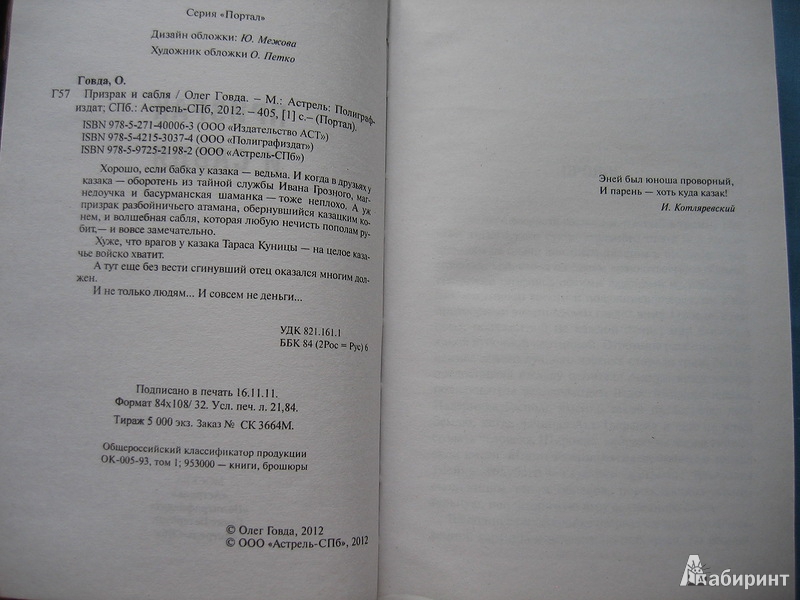 Серия «Портал»
Дизайн обложки: Ю. Межова
Художник обложки О. Петко
Говда, О.
Г57 Призрак и сабля / Олег Говда. – М.: Астрель: Полиграф-
издат; СПб.: Астрель-СПб, 2012. – 405, [1] с.– (Портал).
ISBN 978-5-271-40006-3 (ООО «Издательство АСТ»)
ISBN 978-5-4215-3037-4 (ООО «Полиграфиздат»)
ISBN 978-5-9725-2198-2 (ООО «Астрель-СПб»)
Хорошо, если бабка у казака — ведьма. И когда в друзьях у
казака — оборотень из тайной службы Ивана Грозного, маг-
недоучка и басурманская шаманка — тоже неплохо. А уж
призрак разбойничьего атамана, обернувшийся казацким ко-
нем, и волшебная сабля, которая любую нечисть пополам ру-
бит,— и вовсе замечательно.
Хуже, что врагов у казака Тараса Куницы — на целое каза-
чье войско хватит.
А тут еще без вести сгинувший отец оказался многим дол-
жен.
И не только людям... И совсем не деньги...
УДК 821.161.1
ББК 84 (2Рос = Рус) 6
Подписано в печать 16.11.11.
Формат 84х108/ 32. Усл. печ. л. 21,84.
Тираж 5 000 экз. Заказ № СК 3664М.
Общероссийский классификатор продукции
ОК-005-93, том 1; 953000 — книги, брошюры
© Олег Говда, 2012
© ООО «Астрель-СПб», 2012
Эней был юноша проворный,
И парень — хоть куда казак!
И. Котляревский
Лабиринт